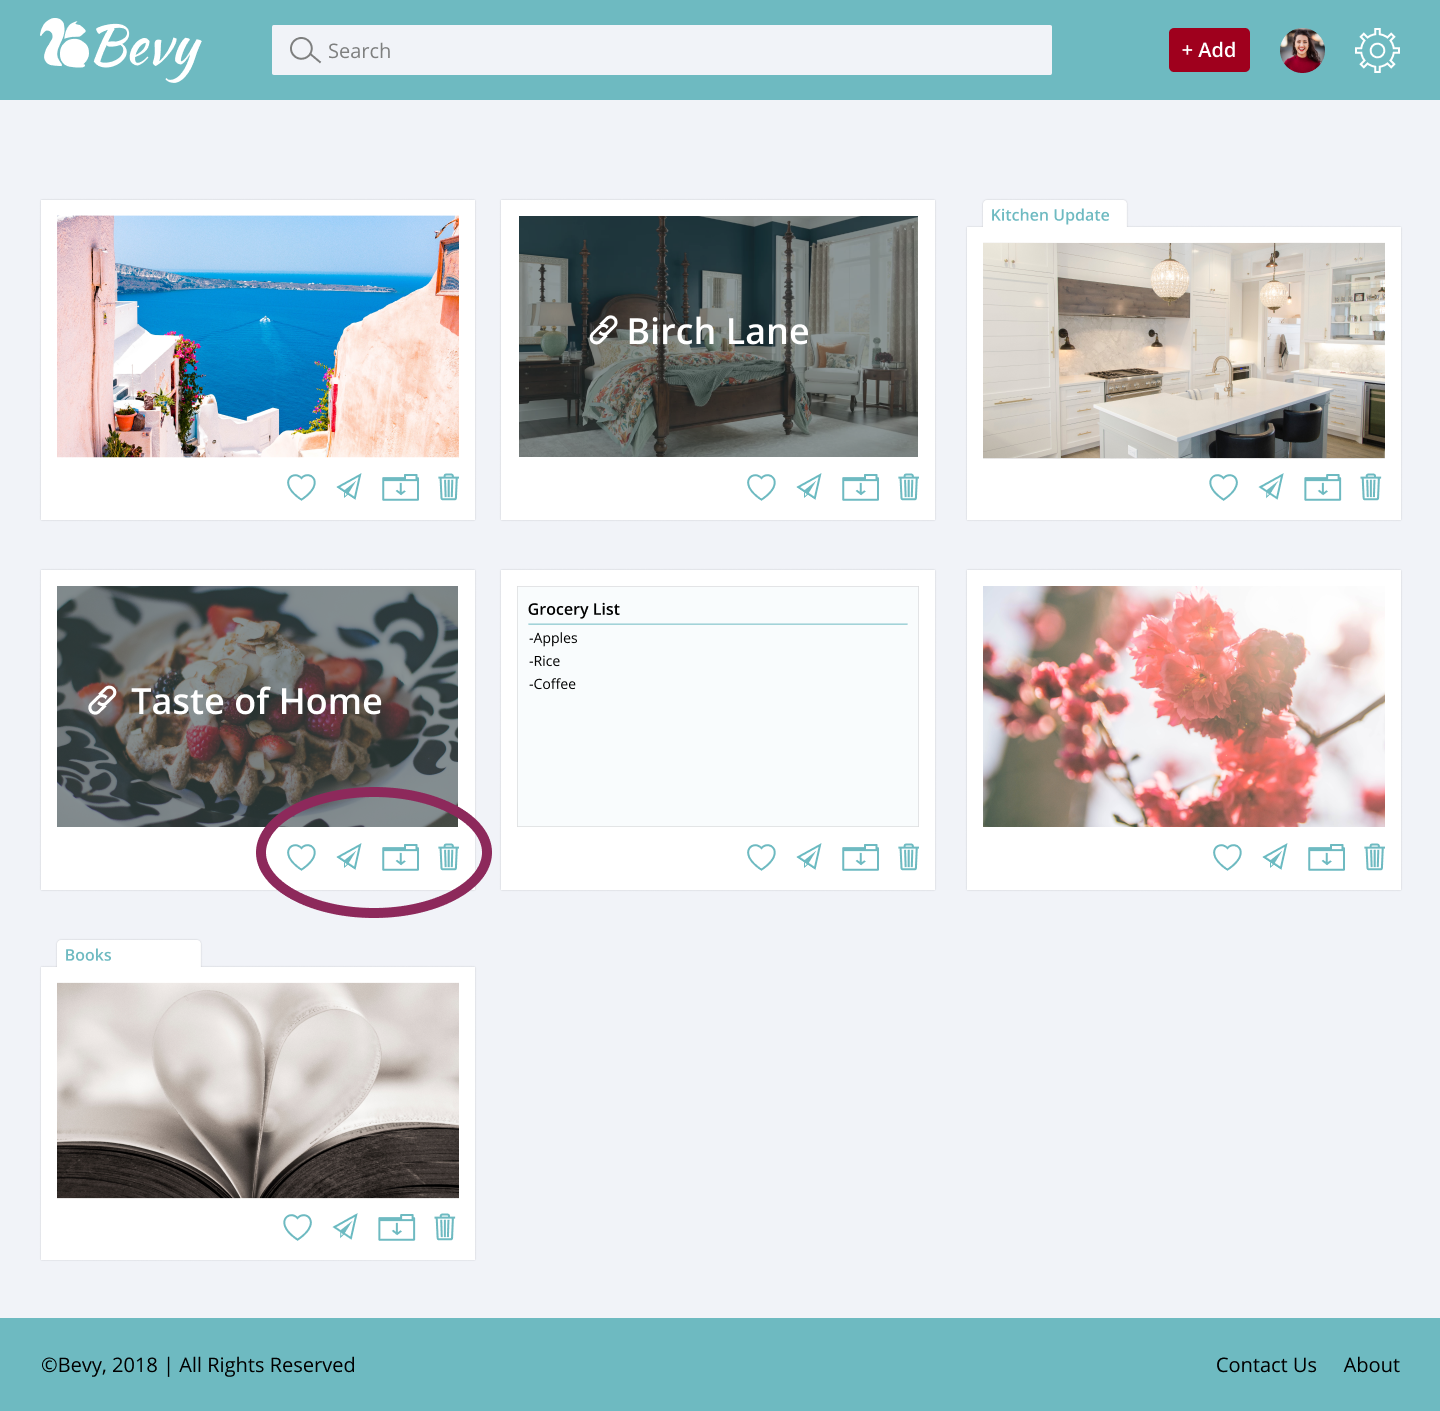 Bevy
Search
+ Add
Birch Lane
Kitchen Update
Taste of Home
Grocery List
-Apples
-Rice
-Coffee
Books
©Bevy, 2018 | All Rights Reserved
Contact Us
About